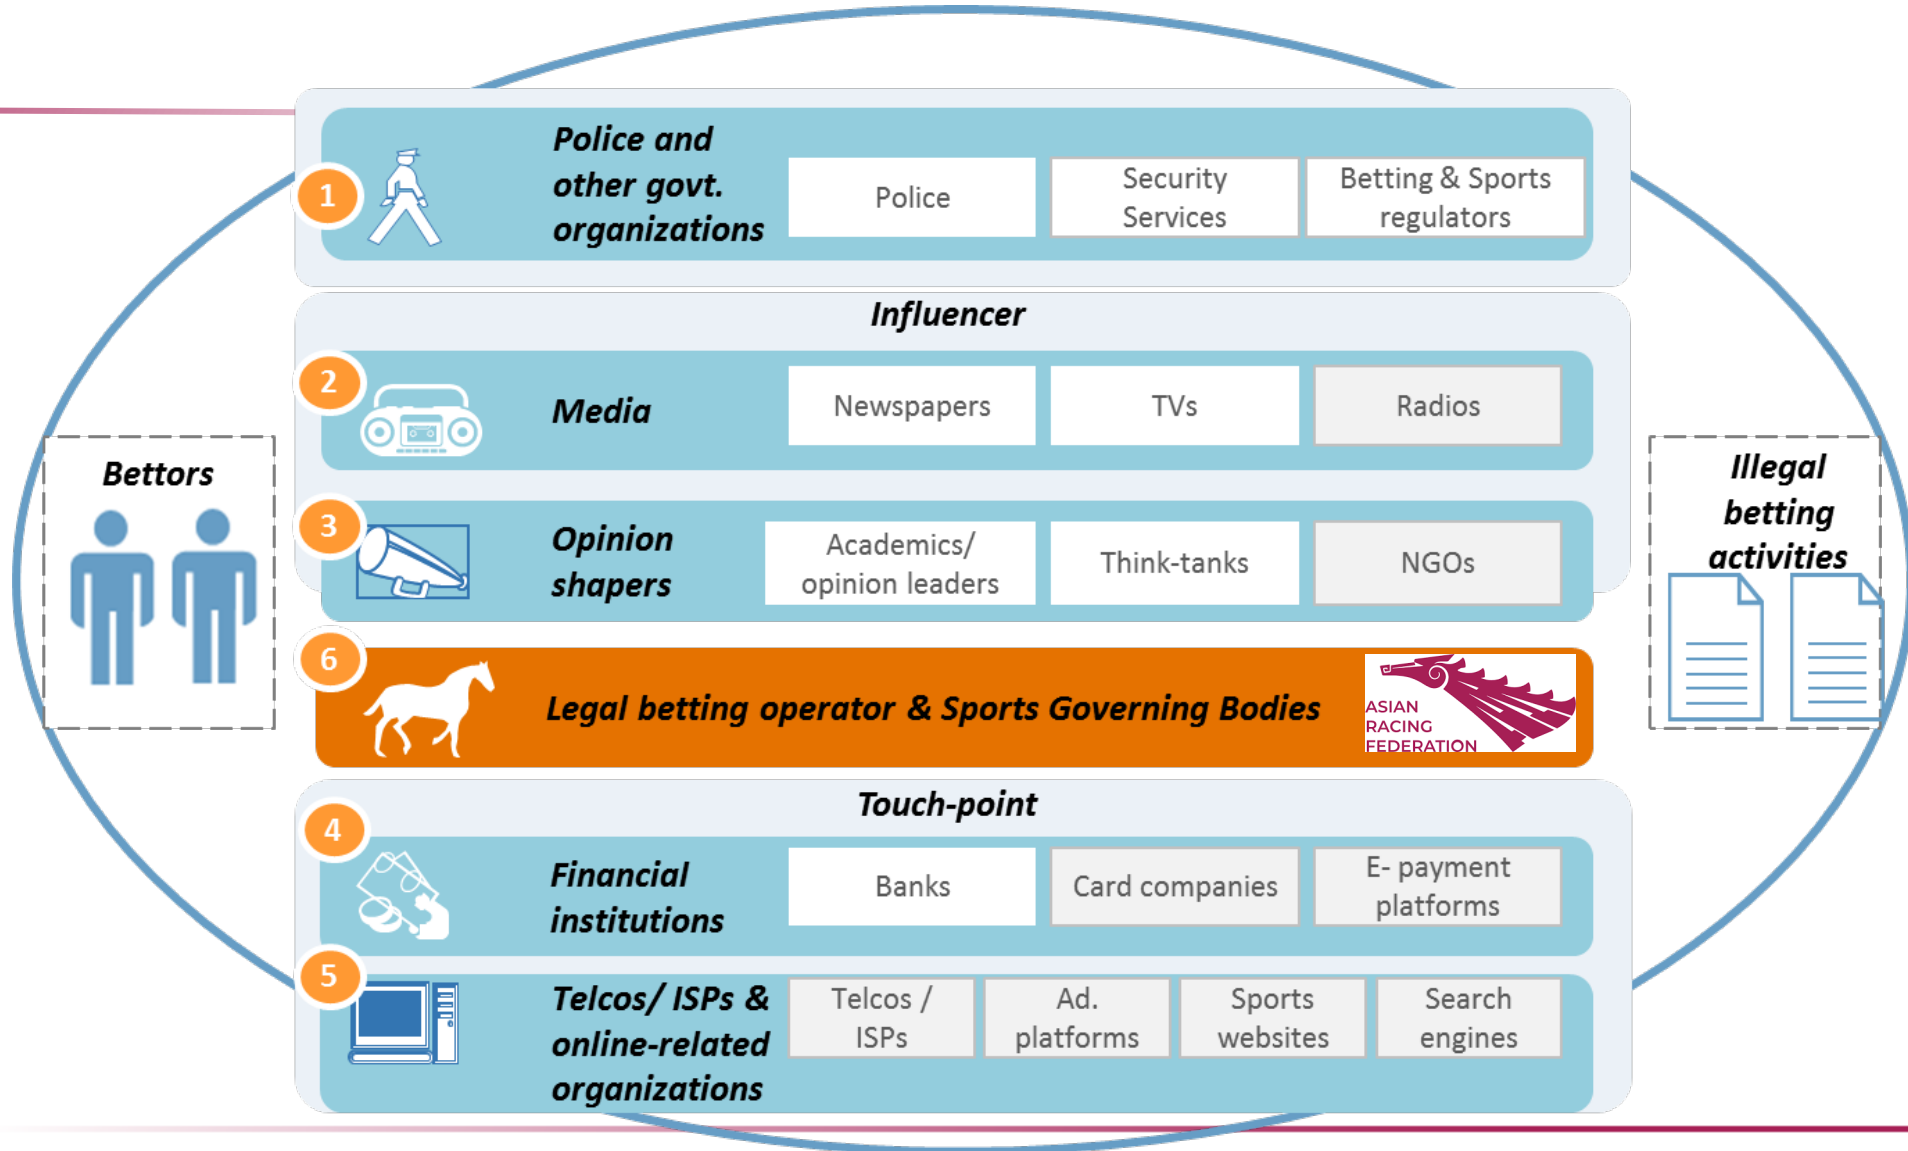 1
Police and
other govt.
organizations
Police
Security
Services
Betting & Sports
regulators
Influencer
2
Media
Newspapers
TVs
Radios
3
Opinion
shapers
Academics/
opinion leaders
Think-tanks
NGOs
Bettors
Illegal
betting
activities
6
Legal betting operator & Sports Governing Bodies
ASIAN
RACING
FEDERATION
Touch-point
4
Financial
institutions
Banks
Card companies
E- payment
platforms
5
Telcos/ ISPs &
online-related
organizations
Telcos /
ISPs
Ad.
platforms
Sports
websites
Search
engines